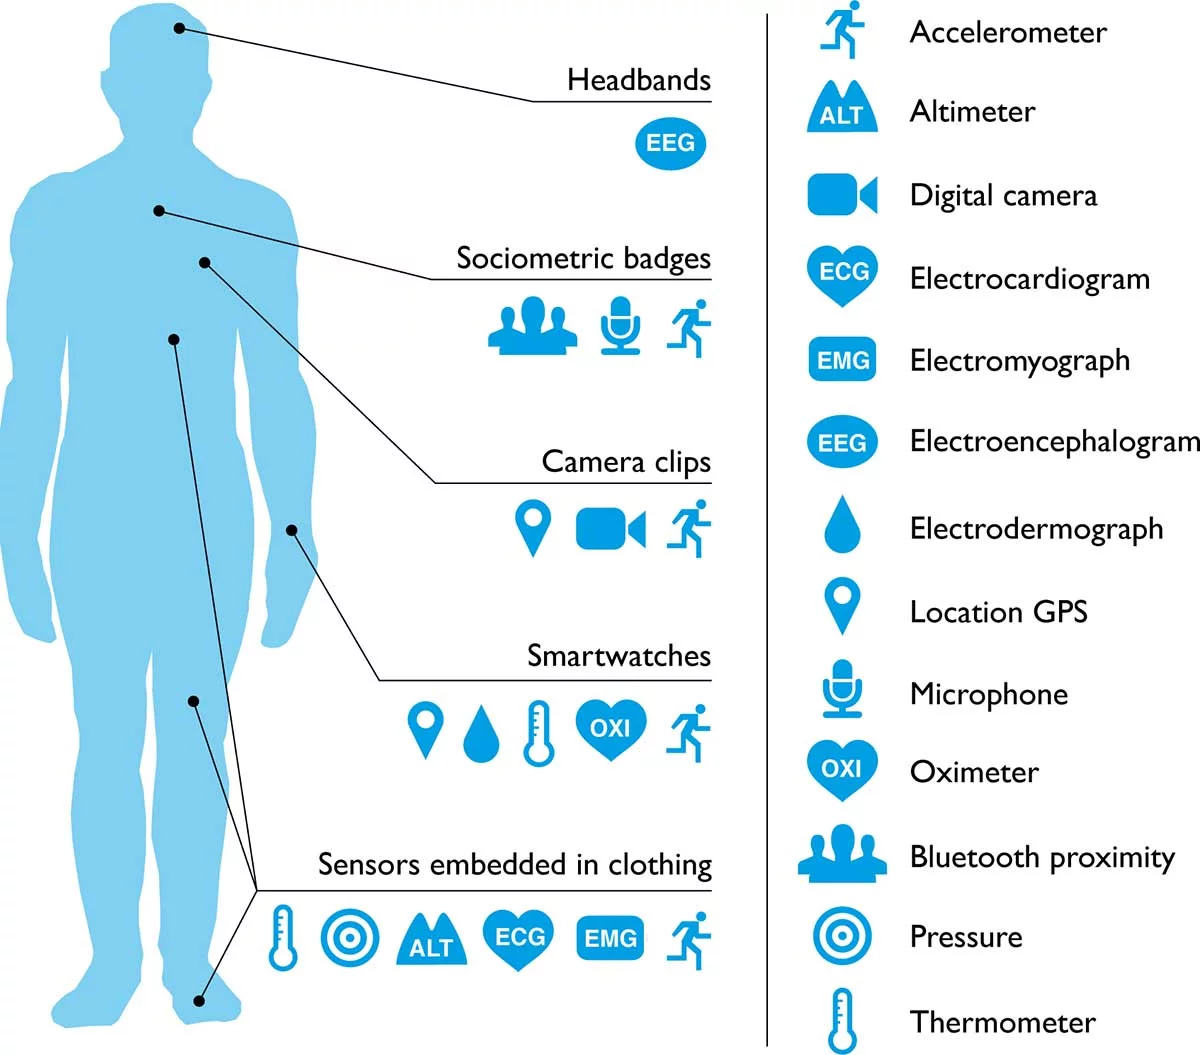 Headbands
EEG
Sociometric badges
Camera clips
Smartwatches
OXI
Sensors embedded in clothing
ALT
ECG
EMG
Accelerometer
ALT
Altimeter
Digital camera
ECG
Electrocardiogram
EMG
Electromyograph
EEG
Electroencephalogram
Electrodermograph
Location GPS
Microphone
OXI
Oximeter
Bluetooth proximity
Pressure
Thermometer